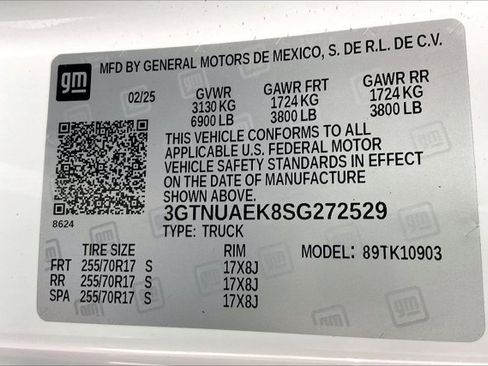 gm MFD BY GENERAL MOTORS DE MEXICO, S. DE R.L. DE C.V.
02/25 GVWR GAWR FRT GAWR RR
3130 KG 1724 KG 1724 KG
6900 LB 3800 LB 3800 LB
THIS VEHICLE CONFORMS TO ALL
APPLICABLE U.S. FEDERAL MOTOR
VEHICLE SAFETY STANDARDS IN EFFECT
ON THE DATE OF MANUFACTURE
SHOWN ABOVE.
3GTNUAEK8SG272529
8624 TYPE: TRUCK
TIRE SIZE RIM MODEL: 89TK10903
FRT 255/70R17 S 17X8J
RR 255/70R17 S 17X8J
SPA 255/70R17 S 17X8J
gm